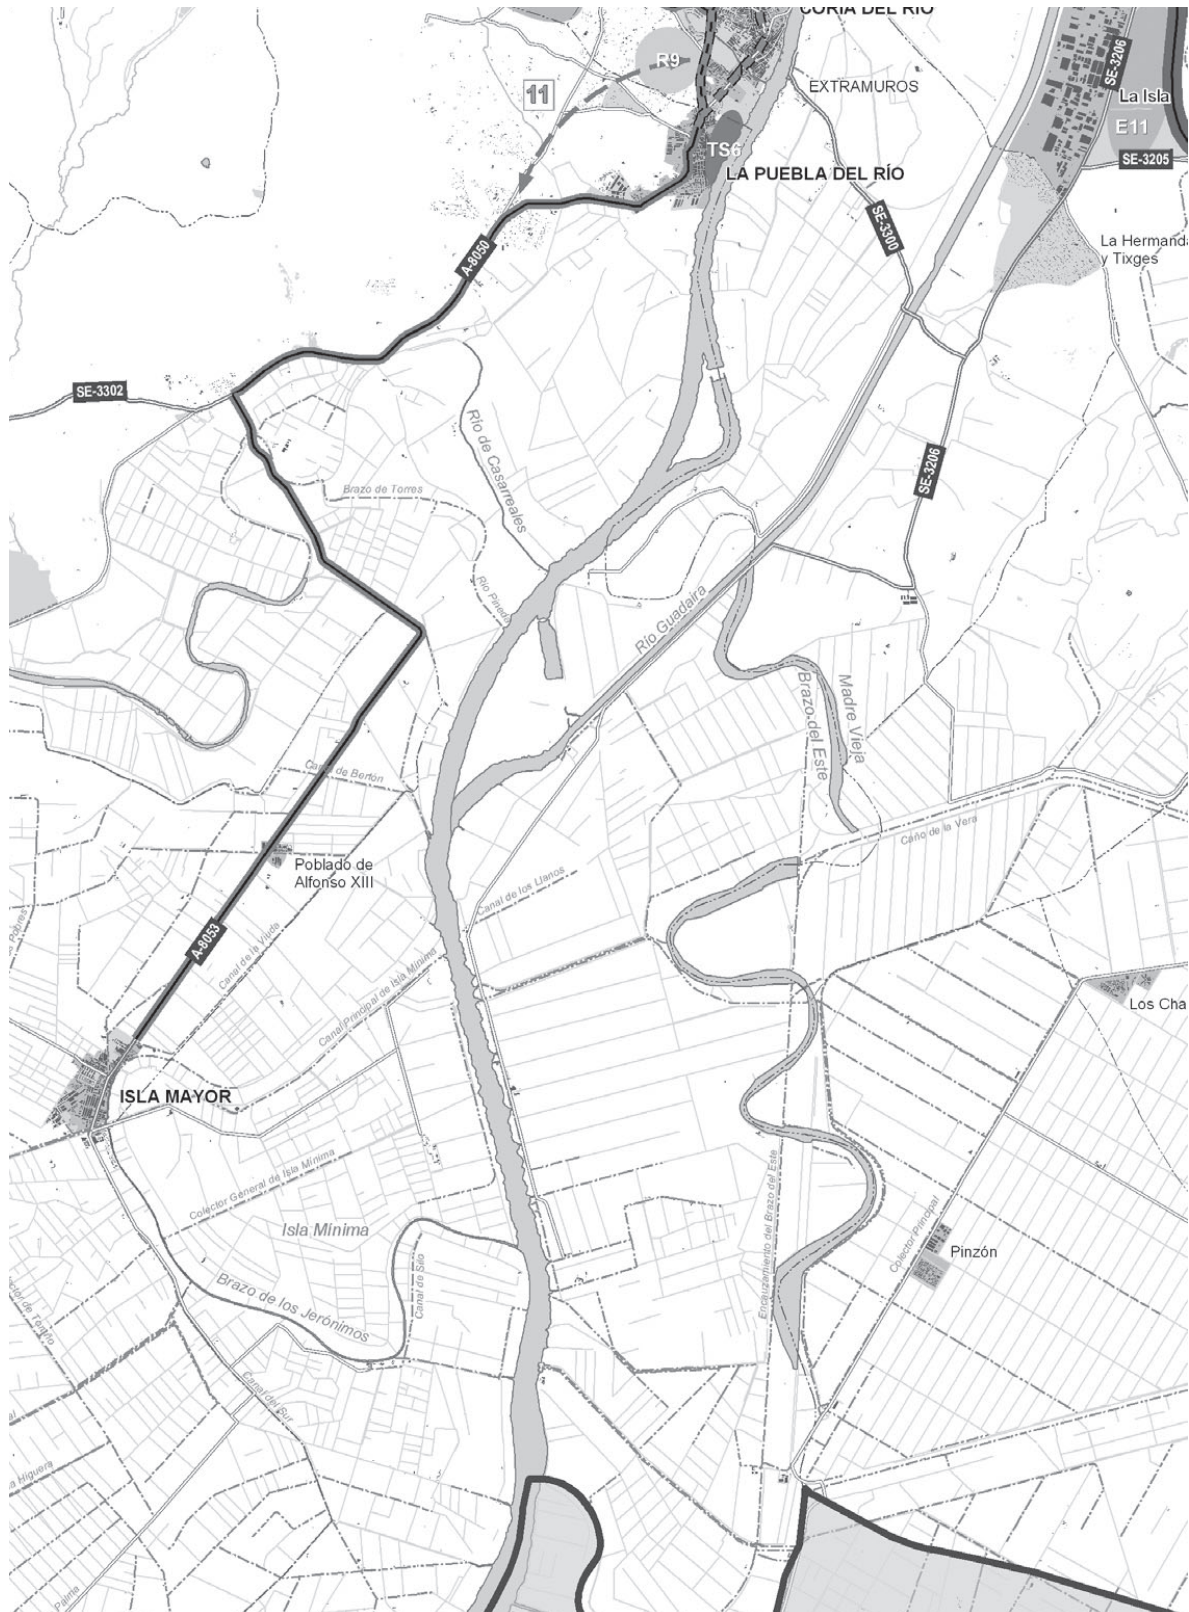 CORIA DEL RÍO
R9
SE-3206
11
EXTRAMUROS
La Isla
E11
TS6
SE-3205
LA PUEBLA DEL RÍO
SE-3300
La Hermanda
y Tixges
A-8050
SE-3302
Río de Casarreales
SE-3206
Brazo de Torres
Río Pineda
Río Guadaira
Madre Vieja
Brazo del Este
Canal de Bertón
Caño de la Vera
Poblado de
Alfonso XIII
Canal de los Llanos
Pobres
A-8053
Canal de la Viuda
Canal Principal de Isla Mínima
Los Cha
ISLA MAYOR
Colector General de Isla Mínima
Encauzamiento del Brazo del Este
Colector Principal
Isla Mínima
Pinzón
Canal de Silo
Brazo de los Jerónimos
Canal del Sur
a Higuera
Palma